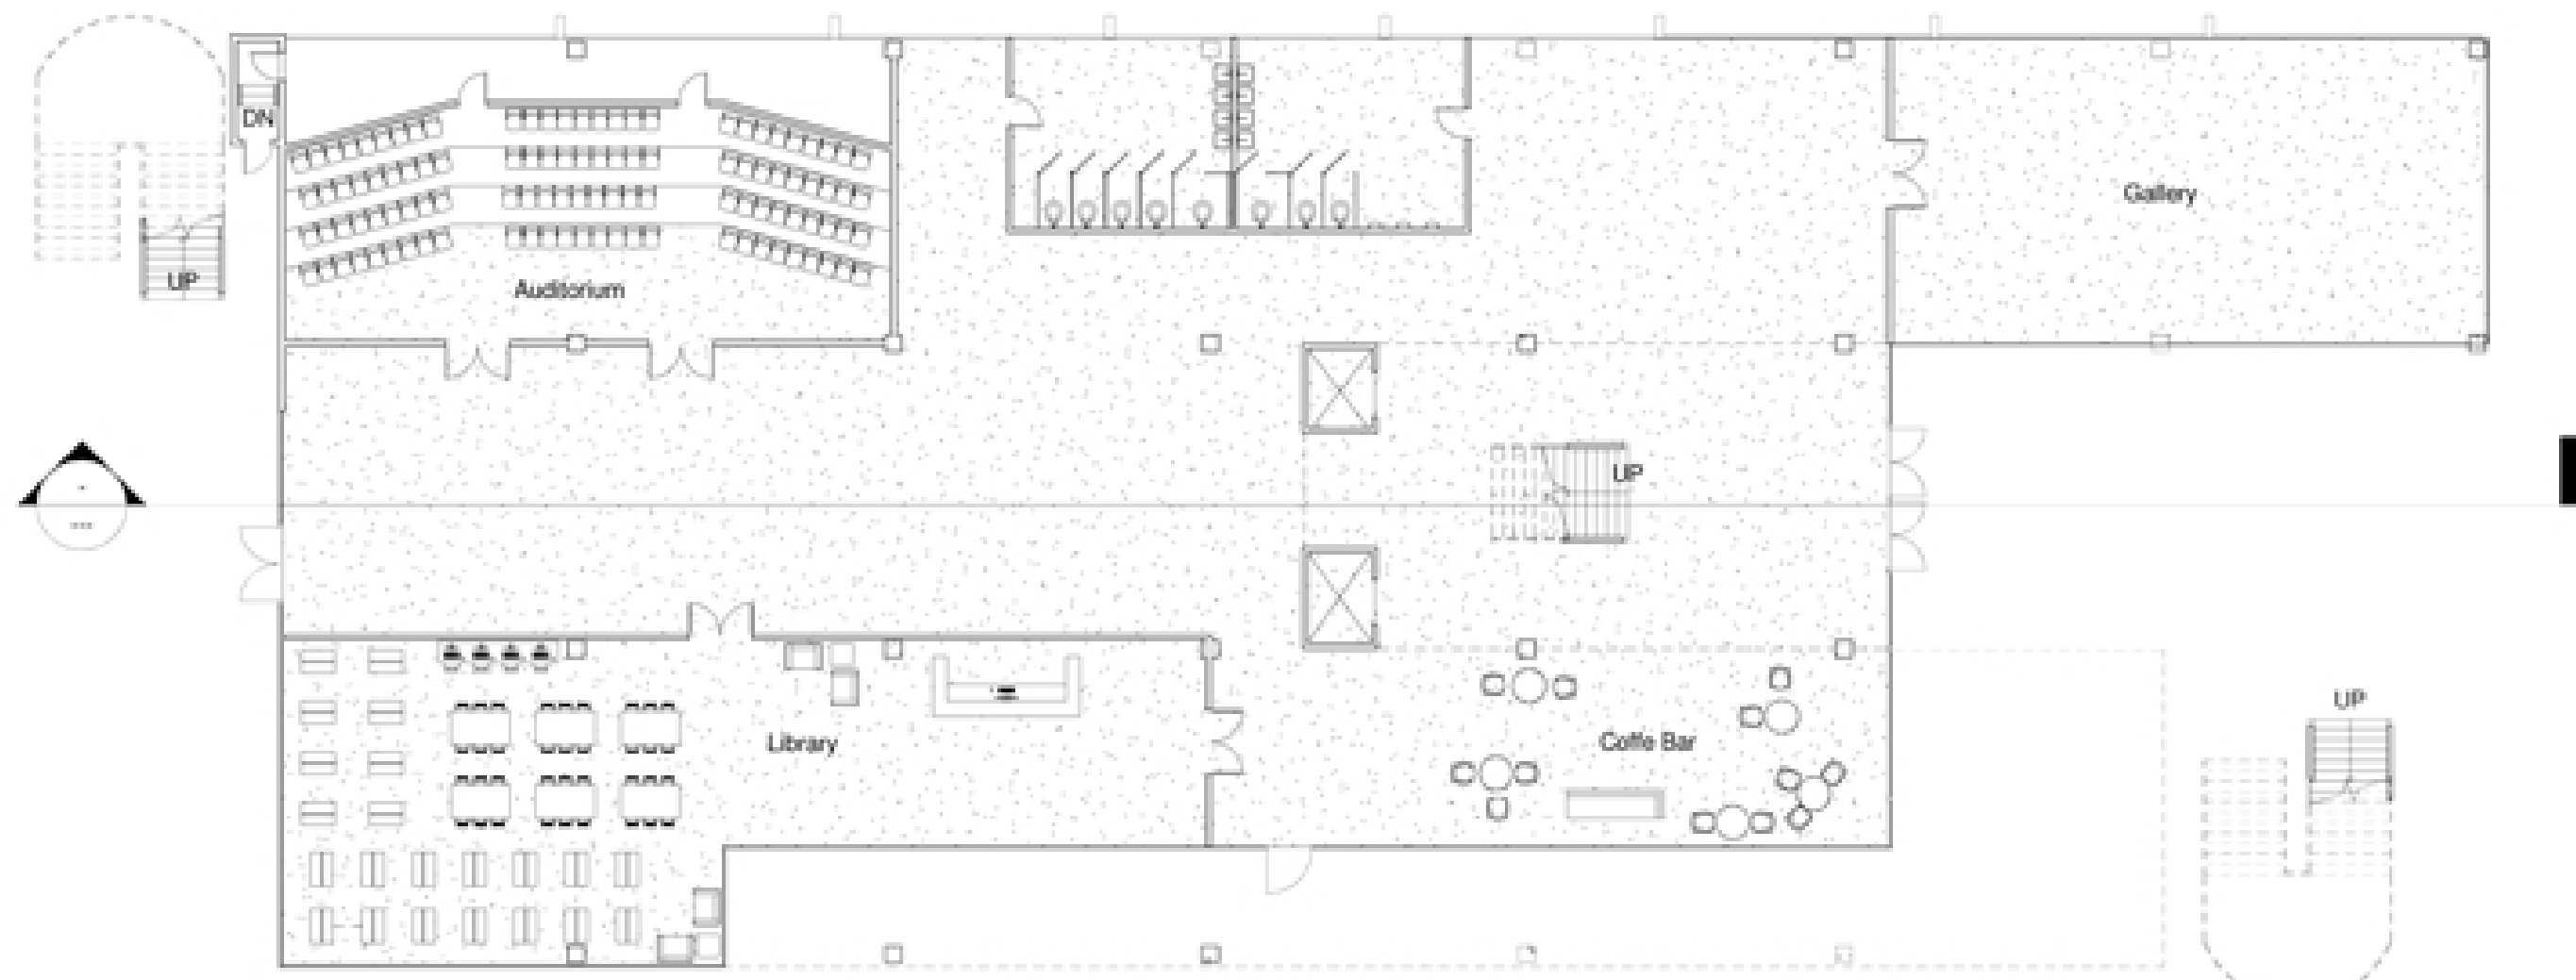 DN
Gallery
UP
Auditorium
UP
UP
Library
Coffe Bar